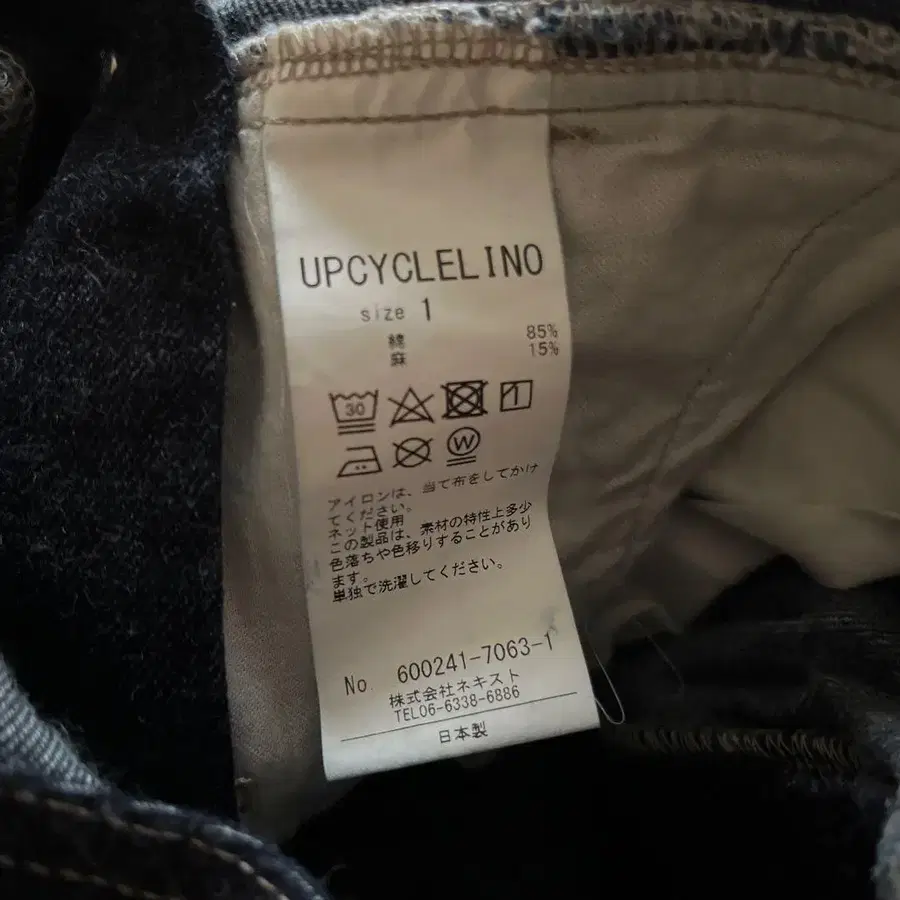 UPCYCLELINO
size 1
綿 85%
麻 15%
30 1
W
アイロンは、当て布をしてかけ
てください。
ネット使用
この製品は、素材の特性上多少
色落ちや色移りすることがあり
ます。
単独で洗濯してください。
No. 600241-7063-1
株式会社ネキスト
TEL06-6338-6886
日本製